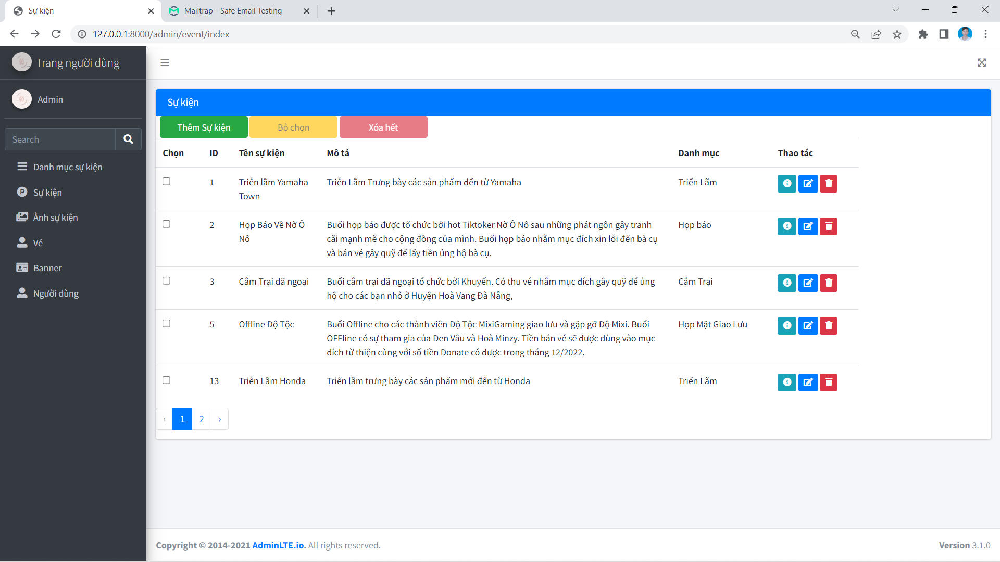 Sự kiện
Mailtrap - Safe Email Testing
127.0.0.1:8000/admin/event/index
Trang người dùng
Admin
Search
Danh mục sự kiện
Sự kiện
Ảnh sự kiện
Vé
Banner
Người dùng
Sự kiện
Thêm Sự kiện Bỏ chọn Xóa hết
Chọn ID Tên sự kiện Mô tả Danh mục Thao tác
1 Triễn lãm Yamaha Triễn Lãm Trưng bày các sản phẩm đến từ Yamaha Triển Lãm
Town
2 Họp Báo Về Nờ Ô Buổi họp báo được tổ chức bởi hot Tiktoker Nờ Ô Nô sau những phát ngôn gây tranh Họp báo
Nô cãi mạnh mẽ cho cộng đồng của mình. Buổi họp báo nhằm mục đích xin lỗi đến bà cụ
và bán vé gây quỹ để lấy tiền ủng hộ bà cụ.
3 Cắm Trại dã ngoại Buổi cắm trại dã ngoại tổ chức bởi Khuyến. Có thu vé nhằm mục đích gây quỹ để ủng Cắm Trại
hộ cho các bạn nhỏ ở Huyện Hoà Vang Đà Nẵng,
5 Offline Độ Tộc Buổi Offline cho các thành viên Độ Tộc MixiGaming giao lưu và gặp gỡ Độ Mixi. Buổi Họp Mặt Giao Lưu
OFFline có sự tham gia của Đen Vâu và Hoà Minzy. Tiền bán vé sẽ được dùng vào mục
đích từ thiện cùng với số tiền Donate có được trong tháng 12/2022.
13 Triễn Lãm Honda Triển lãm trưng bày các sản phẩm mới đến từ Honda Triển Lãm
‹ 1 2 ›
Copyright © 2014-2021 AdminLTE.io. All rights reserved.
Version 3.1.0